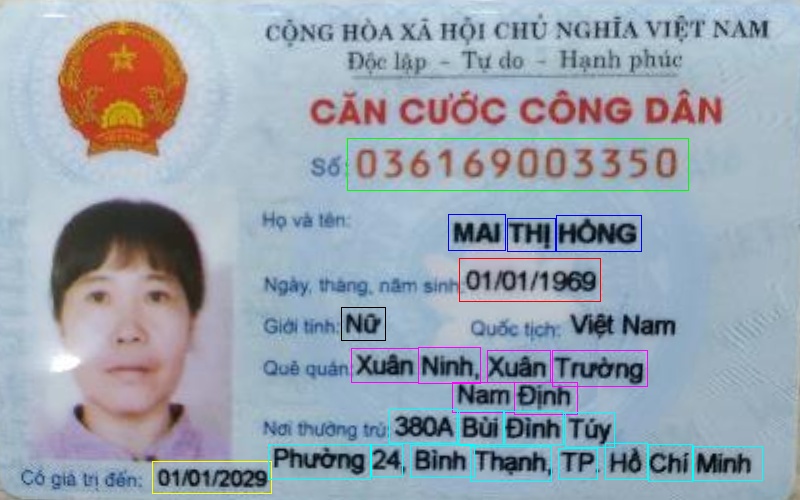 CỘNG HÒA XÃ HỘI CHỦ NGHĨA VIỆT NAM
Độc lập - Tự do - Hạnh phúc
CĂN CƯỚC CÔNG DÂN
Số: 036169003350
Họ và tên:
MAI THỊ HỒNG
Ngày, tháng, năm sinh: 01/01/1969
Giới tính: Nữ Quốc tịch: Việt Nam
Quê quán: Xuân Ninh, Xuân Trường
Nam Định
Nơi thường trú: 380A Bùi Đình Túy
Phường 24, Bình Thạnh, TP. Hồ Chí Minh
Có giá trị đến: 01/01/2029